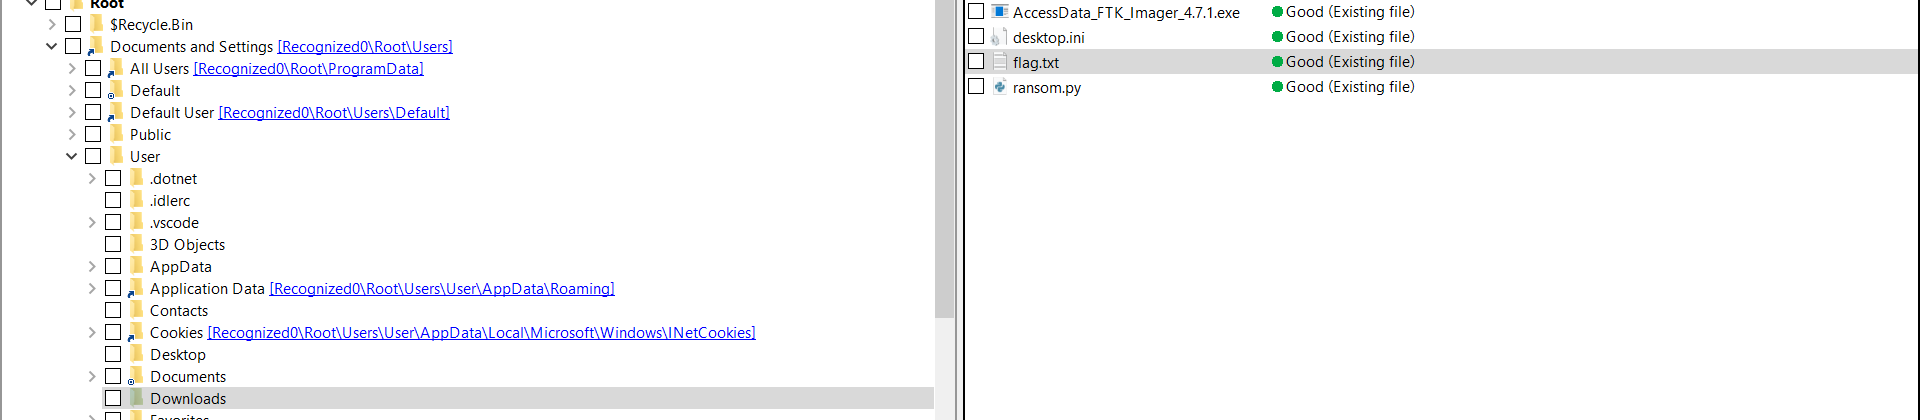 Root
$Recycle.Bin
Documents and Settings [Recognized0\Root\Users]
All Users [Recognized0\Root\ProgramData]
Default
Default User [Recognized0\Root\Users\Default]
Public
User
.dotnet
.idlerc
.vscode
3D Objects
AppData
Application Data [Recognized0\Root\Users\User\AppData\Roaming]
Contacts
Cookies [Recognized0\Root\Users\User\AppData\Local\Microsoft\Windows\INetCookies]
Desktop
Documents
Downloads
Favorites
AccessData_FTK_Imager_4.7.1.exe Good (Existing file)
desktop.ini Good (Existing file)
flag.txt Good (Existing file)
ransom.py Good (Existing file)